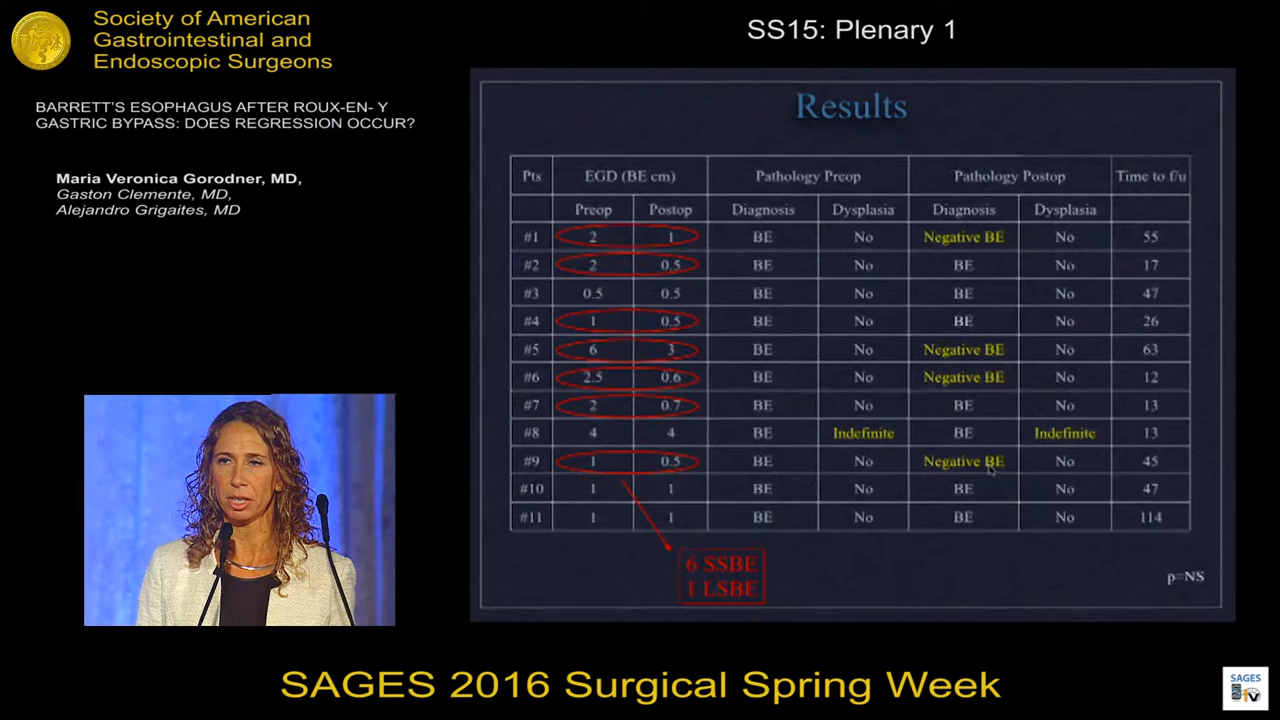 Society of American
Gastrointestinal and
Endoscopic Surgeons
SS15: Plenary 1
BARRETT'S ESOPHAGUS AFTER ROUX-EN- Y
GASTRIC BYPASS: DOES REGRESSION OCCUR?
Maria Veronica Gorodner, MD,
Gaston Clemente, MD,
Alejandro Grigaites, MD
Results
Pts EGD (BE cm) Pathology Preop Pathology Postop Time to f/u
Preop Postop Diagnosis Dysplasia Diagnosis Dysplasia
#1 2 1 BE No Negative BE No 55
#2 2 0.5 BE No BE No 17
#3 0.5 0.5 BE No BE No 47
#4 1 0.5 BE No BE No 26
#5 6 3 BE No Negative BE No 63
#6 2.5 0.6 BE No Negative BE No 12
#7 2 0.7 BE No BE No 13
#8 4 4 BE Indefinite BE Indefinite 13
#9 1 0.5 BE No Negative BE No 45
#10 1 1 BE No BE No 47
#11 1 1 BE No BE No 114
6 SSBE
1 LSBE
p=NS
SAGES 2016 Surgical Spring Week
SAGES
TV